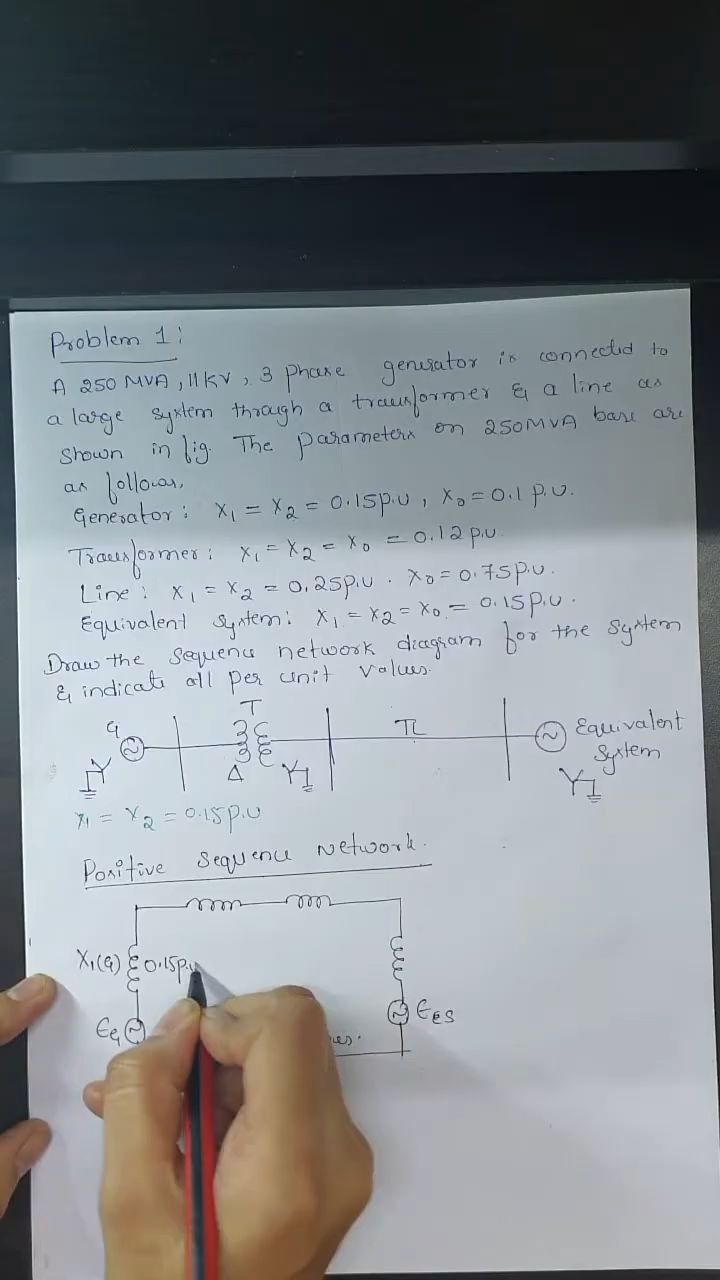 Problem 1:
A 250 MVA, 11KV, 3 phase generator is connected to
a large system through a transformer & a line as
shown in fig. The parameters on 250MVA base are
as follows,
Generator: X1 = X2 = 0.15p.u, X0 = 0.1 p.u.
Transformer: X1 = X2 = X0 = 0.12 p.u.
Line: X1 = X2 = 0.25p.u. X0 = 0.75p.u.
Equivalent system: X1 = X2 = X0 = 0.15p.u.
Draw the sequence network diagram for the system
& indicate all per unit values.
G T TL Equivalent
System
Δ
X1 = X2 = 0.15p.u
Positive sequence network.
X1(G) 0.15p.u
EG EES